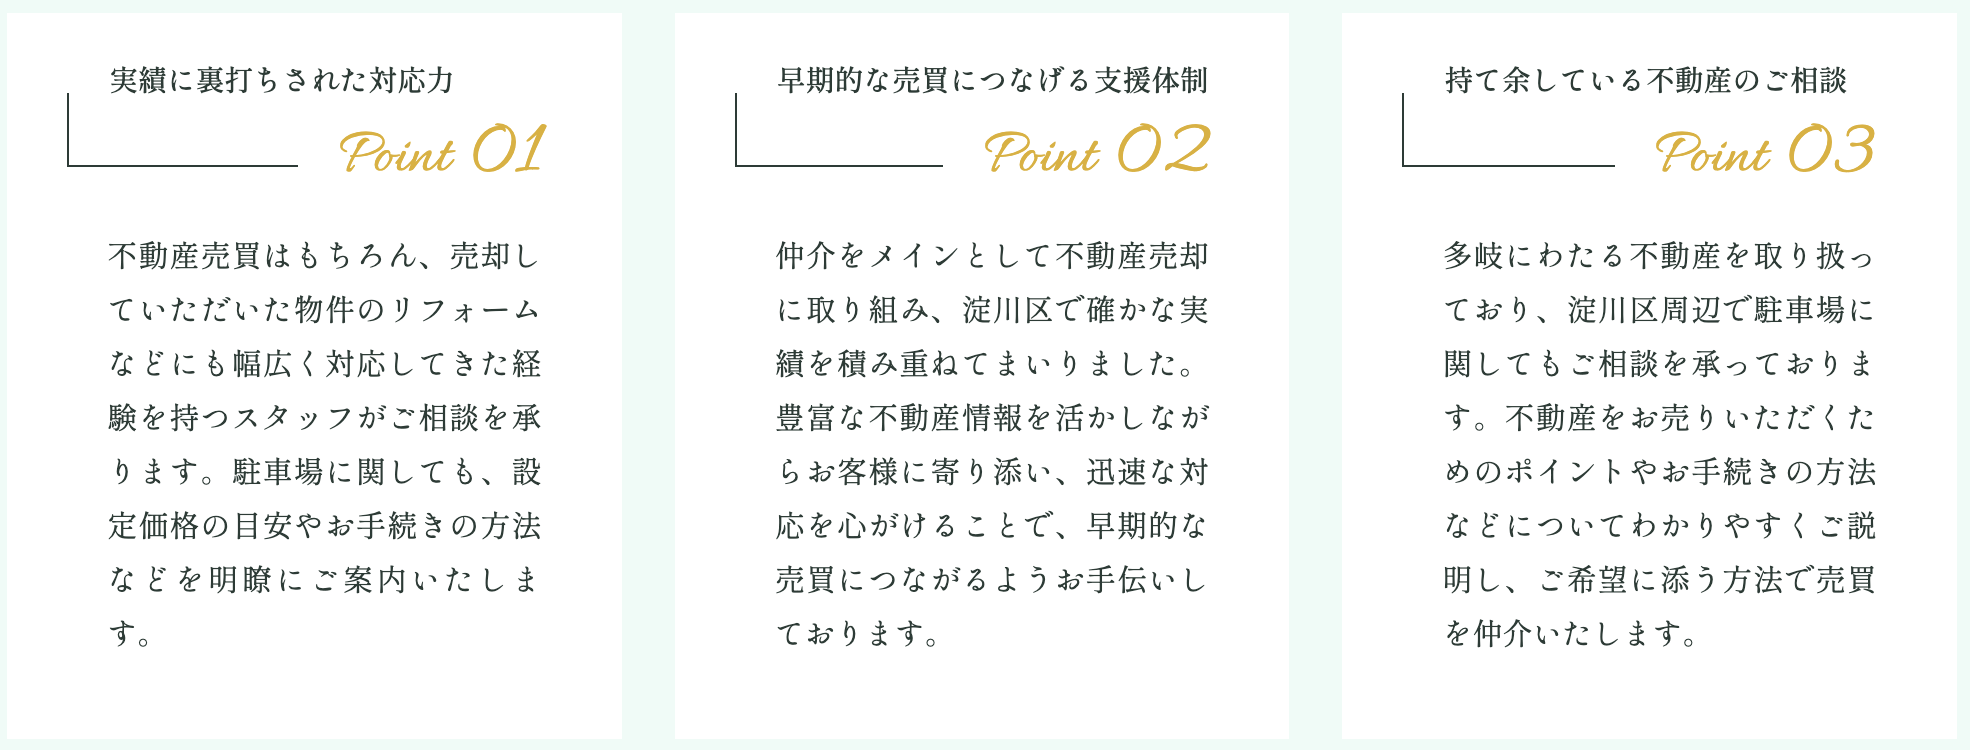 実績に裏打ちされた対応力
Point 01
不動産売買はもちろん、売却し
ていただいた物件のリフォーム
などにも幅広く対応してきた経
験を持つスタッフがご相談を承
ります。駐車場に関しても、設
定価格の目安やお手続きの方法
などを明瞭にご案内いたしま
す。
早期的な売買につなげる支援体制
Point 02
仲介をメインとして不動産売却
に取り組み、淀川区で確かな実
績を積み重ねてまいりました。
豊富な不動産情報を活かしなが
らお客様に寄り添い、迅速な対
応を心がけることで、早期的な
売買につながるようお手伝いし
ております。
持て余している不動産のご相談
Point 03
多岐にわたる不動産を取り扱っ
ており、淀川区周辺で駐車場に
関してもご相談を承っておりま
す。不動産をお売りいただくた
めのポイントやお手続きの方法
などについてわかりやすくご説
明し、ご希望に添う方法で売買
を仲介いたします。